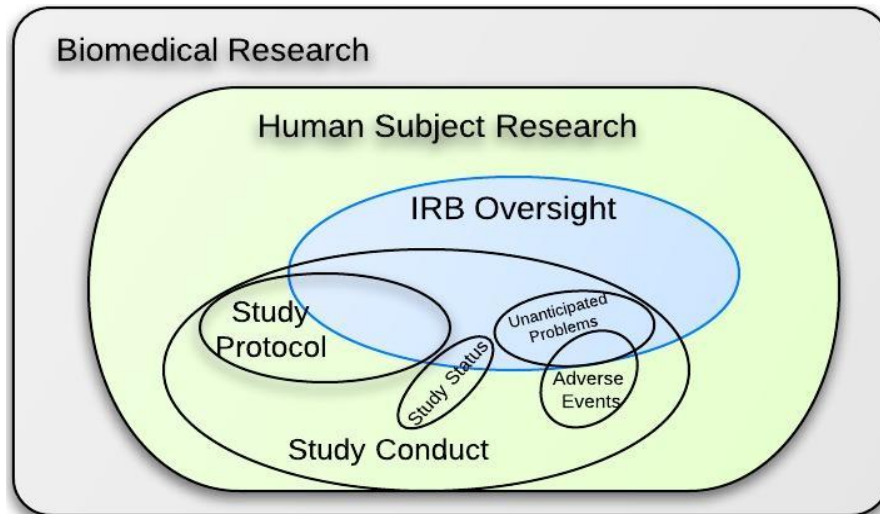 Biomedical Research
Human Subject Research
IRB Oversight
Study
Protocol
Unanticipated
Problems
Study Status
Adverse
Events
Study Conduct